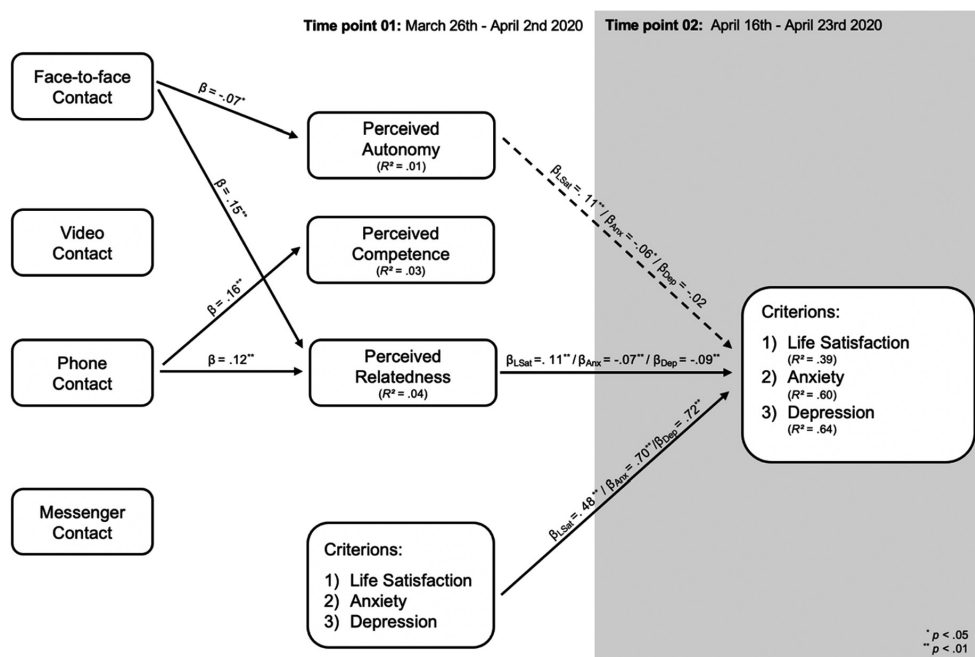 Time point 01: March 26th - April 2nd 2020
Time point 02: April 16th - April 23rd 2020
Face-to-face
Contact
β = -.07*
β = .15**
Perceived
Autonomy
(R² = .01)
βLSat =. 11**/ βAnx = -.06*/ βDep = -.02
Video
Contact
Perceived
Competence
(R² = .03)
β = .16**
Phone
Contact
β = .12**
Perceived
Relatedness
(R² = .04)
βLSat =. 11**/ βAnx = -.07**/ βDep = -.09**
Criterions:
1) Life Satisfaction
(R² = .39)
2) Anxiety
(R² = .60)
3) Depression
(R² = .64)
βLSat =. 48**/ βAnx = .70**/βDep = .72**
Messenger
Contact
Criterions:
1) Life Satisfaction
2) Anxiety
3) Depression
* p < .05
** p < .01